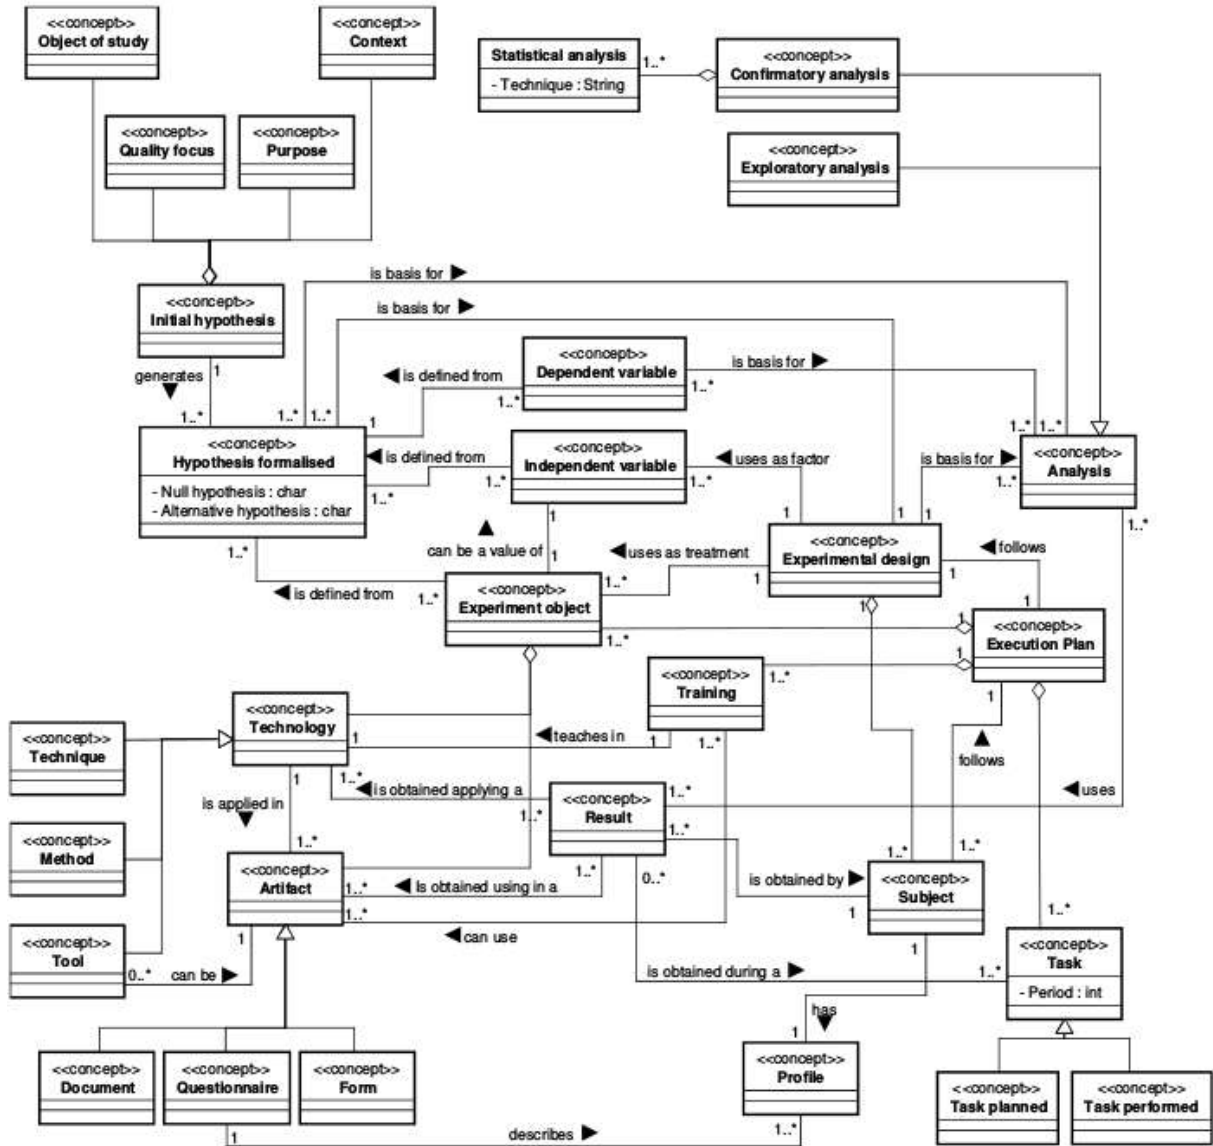 <<concept>>
Object of study
<<concept>>
Context
Statistical analysis
- Technique : String
1..*
<<concept>>
Confirmatory analysis
<<concept>>
Quality focus
<<concept>>
Purpose
<<concept>>
Exploratory analysis
is basis for ►
is basis for ►
<<concept>>
Initial hypothesis
generates
▼
1
1..*
1..*
1..*
<<concept>>
Dependent variable
is basis for ►
1..*
1..*
1..*
◄ is defined from
1..*
1
<<concept>>
Hypothesis formalised
- Null hypothesis : char
- Alternative hypothesis : char
◄ is defined from
1..*
1..*
<<concept>>
Independent variable
1..*
◄ uses as factor
is basis for ►
1..*
<<concept>>
Analysis
1..*
1
1
1
1
▲
can be a value of
1
<<concept>>
Experimental design
1
1
◄ follows
1
1..*
◄ is defined from
1..*
<<concept>>
Experiment object
◄ uses as treatment
1..*
1
1..*
1
<<concept>>
Execution Plan
1
1..*
1
<<concept>>
Training
<<concept>>
Technology
1
◄ teaches in
1
1..*
▲
follows
<<concept>>
Technique
is applied in
▼
1
1..*
1..*
◄ is obtained applying a
1..*
<<concept>>
Result
1..*
1..*
◄ uses
<<concept>>
Method
<<concept>>
Artifact
1..*
◄ Is obtained using in a
1..*
0..*
is obtained by ►
1..*
1..*
<<concept>>
Subject
1
1
1..*
◄ can use
<<concept>>
Tool
0..*
can be ►
1
is obtained during a ►
1..*
1..*
<<concept>>
Task
- Period : int
has
▼
1
<<concept>>
Document
<<concept>>
Questionnaire
<<concept>>
Form
<<concept>>
Profile
<<concept>>
Task planned
<<concept>>
Task performed
1
describes ►
1..*